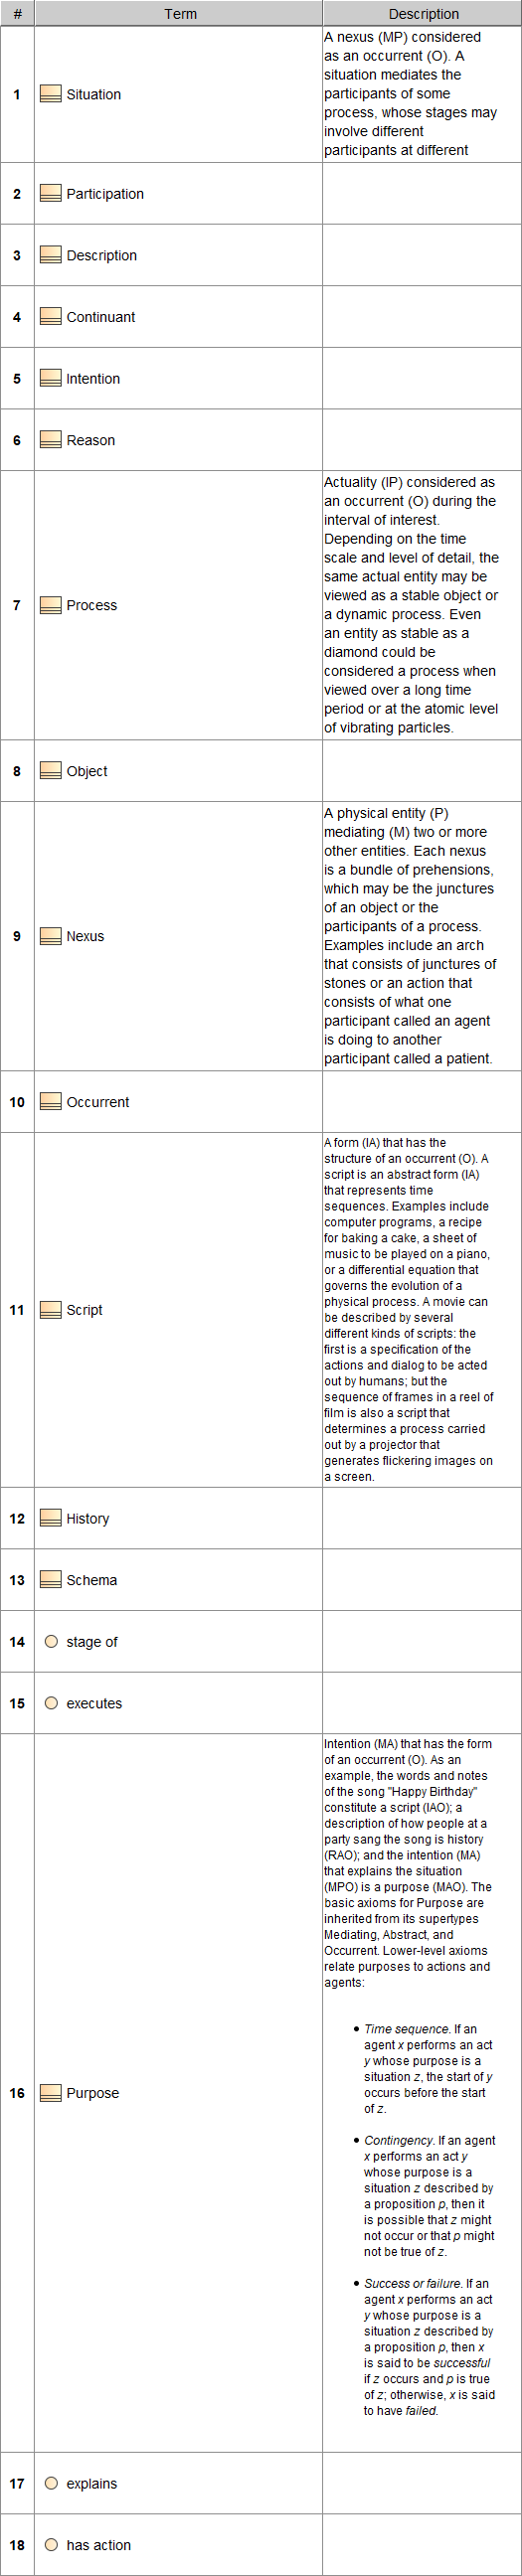 # Term Description
A nexus (MP) considered
as an occurrent (O). A
situation mediates the
1 Situation
participants of some
process, whose stages may
involve different
participants at different
2 Participation
3 Description
4 Continuant
5 Intention
6 Reason
Actuality (IP) considered as
an occurrent (O) during the
interval of interest.
Depending on the time
scale and level of detail, the
same actual entity may be
viewed as a stable object or
7 Process
a dynamic process. Even
an entity as stable as a
diamond could be
considered a process when
viewed over a long time
period or at the atomic level
of vibrating particles.
8 Object
A physical entity (P)
mediating (M) two or more
other entities. Each nexus
is a bundle of prehensions,
which may be the junctures
of an object or the
participants of a process.
9 Nexus
Examples include an arch
that consists of junctures of
stones or an action that
consists of what one
participant called an agent
is doing to another
participant called a patient.
10 Occurrent
A form (IA) that has the
structure of an occurrent (O). A
script is an abstract form (IA)
that represents time
sequences. Examples include
computer programs, a recipe
for baking a cake, a sheet of
music to be played on a piano,
or a differential equation that
governs the evolution of a
11 Script
physical process. A movie can
be described by several
different kinds of scripts: the
first is a specification of the
actions and dialog to be acted
out by humans; but the
sequence of frames in a reel of
film is also a script that
determines a process carried
out by a projector that
generates flickering images on
a screen.
12 History
13 Schema
14 stage of
15 executes
Intention (MA) that has the form
of an occurrent (O). As an
example, the words and notes
of the song "Happy Birthday"
constitute a script (IAO); a
description of how people at a
party sang the song is history
(RAO); and the intention (MA)
that explains the situation
(MPO) is a purpose (MAO). The
basic axioms for Purpose are
inherited from its supertypes
Mediating, Abstract, and
Occurrent. Lower-level axioms
relate purposes to actions and
agents:
• Time sequence. If an
agent x performs an act
y whose purpose is a
situation z, the start of y
occurs before the start
of z.
16 Purpose
• Contingency. If an agent
x performs an act y
whose purpose is a
situation z described by
a proposition p, then it
is possible that z might
not occur or that p might
not be true of z.
• Success or failure. If an
agent x performs an act
y whose purpose is a
situation z described by
a proposition p, then x
is said to be successful
if z occurs and p is true
of z; otherwise, x is said
to have failed.
17 explains
18 has action